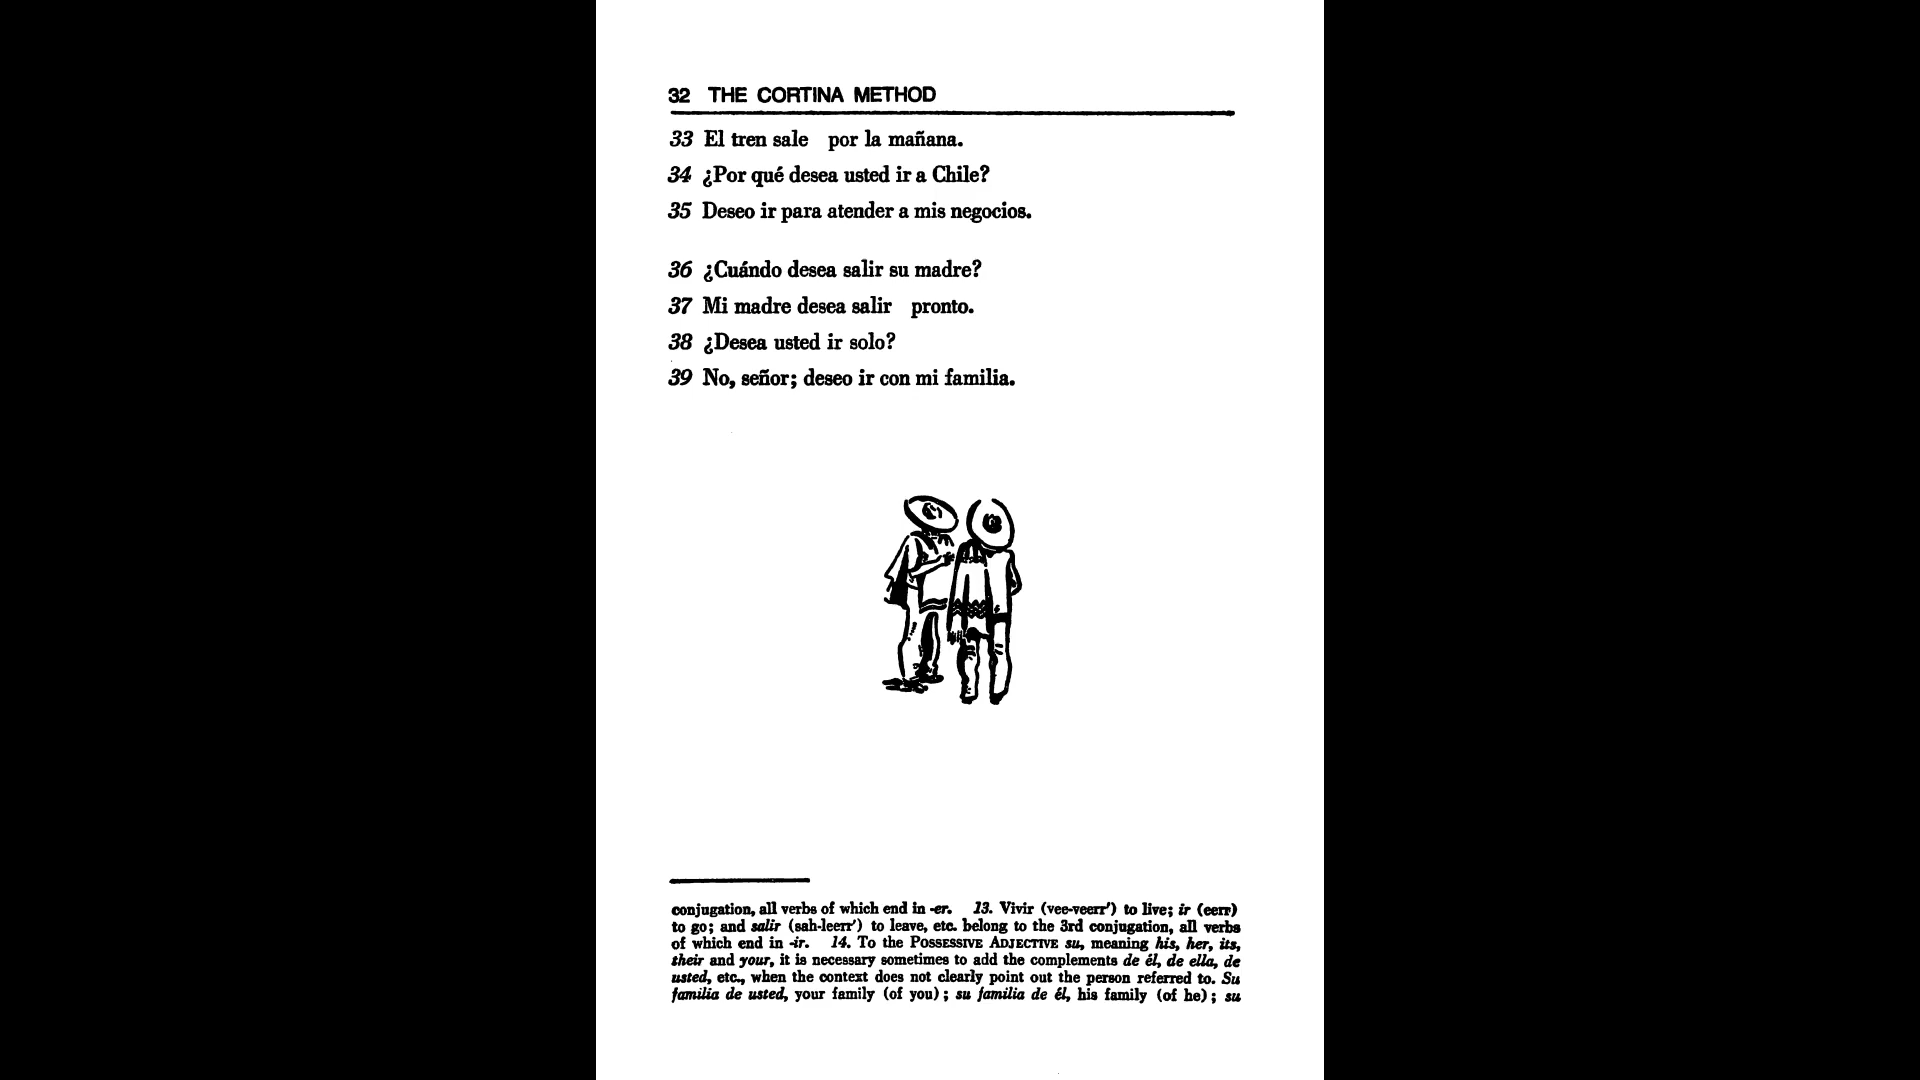 32 THE CORTINA METHOD
33 El tren sale por la mañana.
34 ¿Por qué desea usted ir a Chile?
35 Deseo ir para atender a mis negocios.
36 ¿Cuándo desea salir su madre?
37 Mi madre desea salir pronto.
38 ¿Desea usted ir solo?
39 No, señor; deseo ir con mi familia.
conjugation, all verbs of which end in -er. 13. Vivir (vee-veerr') to live; ir (eerr)
to go; and salir (sah-leerr') to leave, etc. belong to the 3rd conjugation, all verbs
of which end in -ir. 14. To the POSSESSIVE ADJECTIVE su, meaning his, her, its,
their and your, it is necessary sometimes to add the complements de él, de ella, de
usted, etc., when the context does not clearly point out the person referred to. Su
familia de usted, your family (of you); su familia de él, his family (of he); su